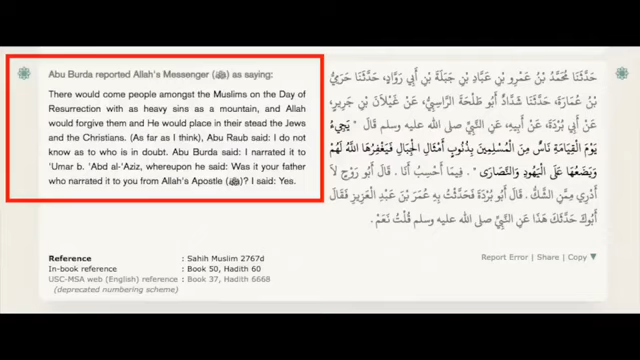 Abu Burda reported Allah's Messenger (ﷺ) as saying:
There would come people amongst the Muslims on the Day of
Resurrection with as heavy sins as a mountain, and Allah
would forgive them and He would place in their stead the Jews
and the Christians. (As far as I think), Abu Raub said: I do not
know as to who is in doubt. Abu Burda said: I narrated it to
'Umar b. 'Abd al-'Aziz, whereupon he said: Was it your father
who narrated it to you from Allah's Apostle (ﷺ)? I said: Yes.
حَدَّثَنَا مُحَمَّدُ بْنُ عَمْرِو بْنِ عَبَّادِ بْنِ جَبَلَةَ بْنِ أَبِي رَوَّادٍ، حَدَّثَنَا حَرَمِيُّ
بْنُ عُمَارَةَ، حَدَّثَنَا شَدَّادٌ أَبُو طَلْحَةَ الرَّاسِبِيُّ، عَنْ غَيْلاَنَ بْنِ جَرِيرٍ،
عَنْ أَبِي بُرْدَةَ، عَنْ أَبِيهِ، عَنِ النَّبِيِّ صلى الله عليه وسلم قَالَ " يَجِيءُ
يَوْمَ الْقِيَامَةِ نَاسٌ مِنَ الْمُسْلِمِينَ بِذُنُوبٍ أَمْثَالِ الْجِبَالِ فَيَغْفِرُهَا اللَّهُ لَهُمْ
وَيَضَعُهَا عَلَى الْيَهُودِ وَالنَّصَارَى " . فِيمَا أَحْسِبُ أَنَا . قَالَ أَبُو رَوْحٍ لاَ
أَدْرِي مِمَّنِ الشَّكُّ . قَالَ أَبُو بُرْدَةَ فَحَدَّثْتُ بِهِ عُمَرَ بْنَ عَبْدِ الْعَزِيزِ فَقَالَ
أَبُوكَ حَدَّثَكَ هَذَا عَنِ النَّبِيِّ صلى الله عليه وسلم قُلْتُ نَعَمْ .
Reference : Sahih Muslim 2767d
In-book reference : Book 50, Hadith 60
USC-MSA web (English) reference : Book 37, Hadith 6668
(deprecated numbering scheme)
Report Error | Share | Copy ▼